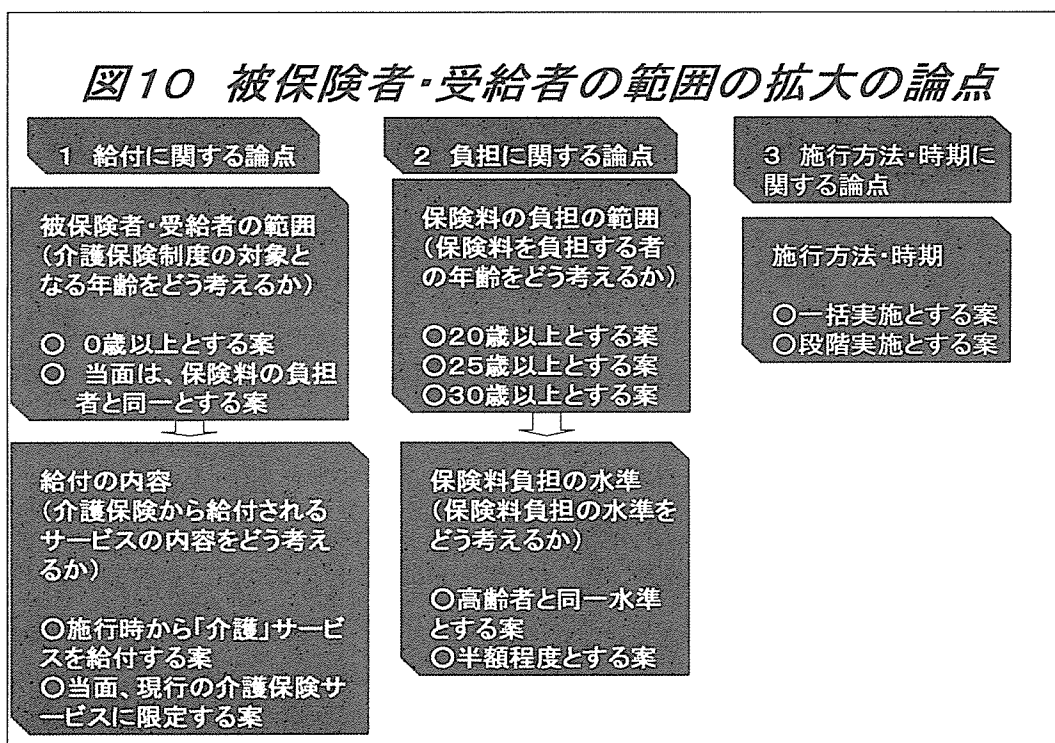 図10 被保険者・受給者の範囲の拡大の論点
1 給付に関する論点
被保険者・受給者の範囲
(介護保険制度の対象と
なる年齢をどう考えるか)
○ 0歳以上とする案
○ 当面は、保険料の負担
者と同一とする案
給付の内容
(介護保険から給付される
サービスの内容をどう考え
るか)
○施行時から「介護」サービ
スを給付する案
○当面、現行の介護保険サ
ービスに限定する案
2 負担に関する論点
保険料の負担の範囲
(保険料を負担する者
の年齢をどう考えるか)
○20歳以上とする案
○25歳以上とする案
○30歳以上とする案
保険料負担の水準
(保険料負担の水準を
どう考えるか)
○高齢者と同一水準
とする案
○半額程度とする案
3 施行方法・時期に
関する論点
施行方法・時期
○一括実施とする案
○段階実施とする案